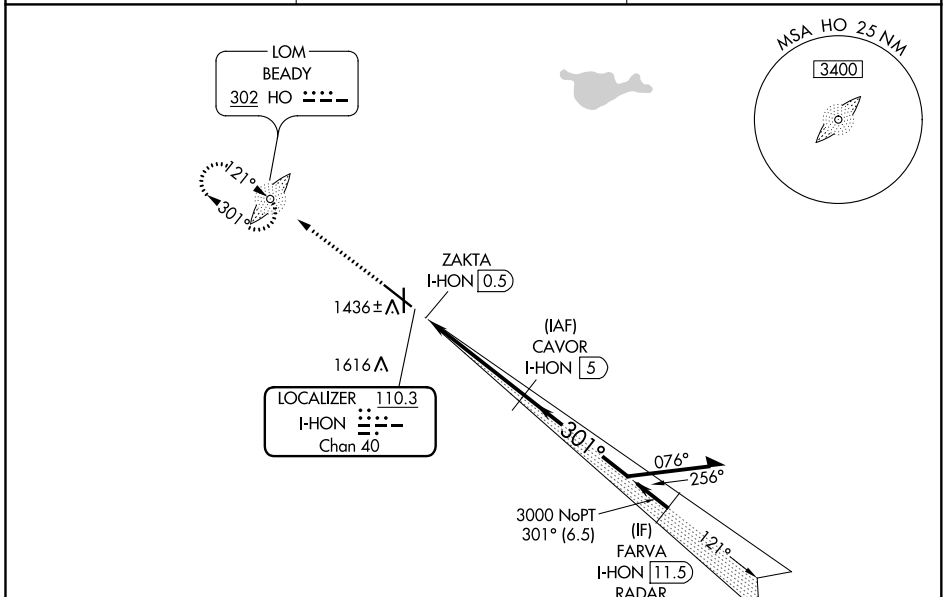 LOM
BEADY
302 HO
MSA HO 25 NM
3400
121°
301°
ZAKTA
I-HON 0.5
1436±
(IAF)
CAVOR
I-HON 5
1616
LOCALIZER 110.3
I-HON
Chan 40
301°
076°
256°
3000 NoPT
301° (6.5)
(IF)
FARVA
I-HON 11.5
RADAR
121°